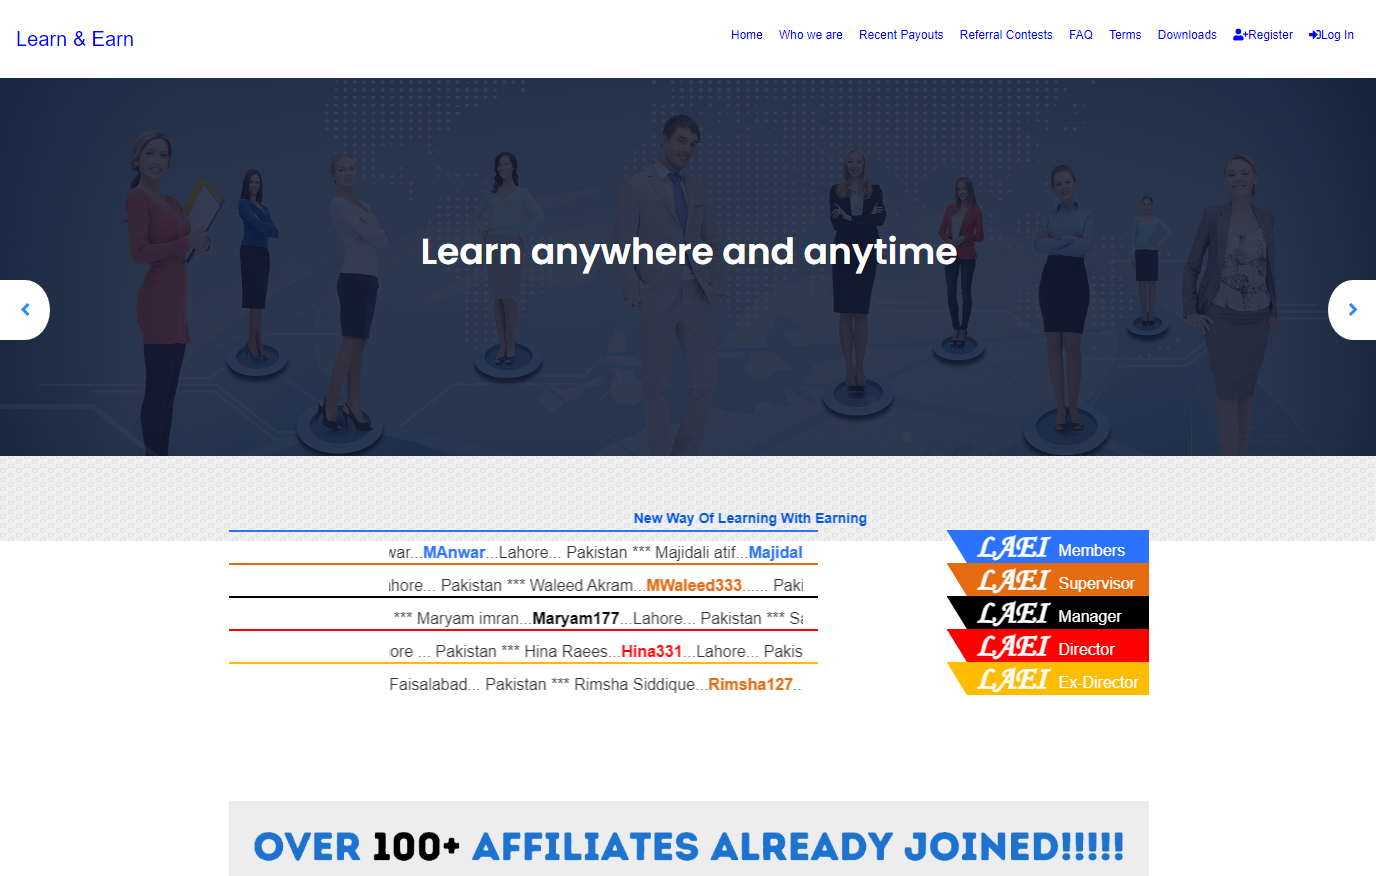 Learn & Earn
Home Who we are Recent Payouts Referral Contests FAQ Terms Downloads Register Log In
Learn anywhere and anytime
New Way Of Learning With Earning
war...MAnwar...Lahore... Pakistan *** Majidali atif...Majidal
LAEI Members
hore... Pakistan *** Waleed Akram...MWaleed333...... Paki
LAEI Supervisor
*** Maryam imran...Maryam177...Lahore... Pakistan *** Sa
LAEI Manager
ore ... Pakistan *** Hina Raees...Hina331...Lahore... Pakis
LAEI Director
Faisalabad... Pakistan *** Rimsha Siddique...Rimsha127..
LAEI Ex-Director
OVER 100+ AFFILIATES ALREADY JOINED!!!!!